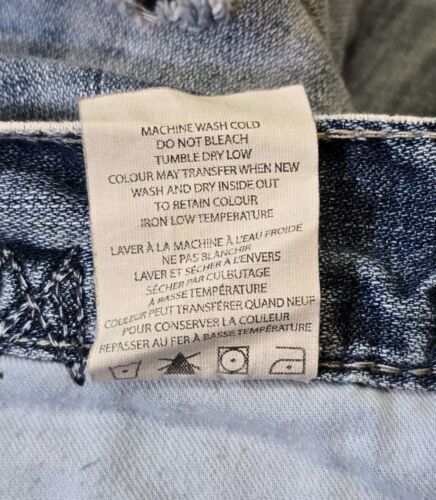 MACHINE WASH COLD
DO NOT BLEACH
TUMBLE DRY LOW
COLOUR MAY TRANSFER WHEN NEW
WASH AND DRY INSIDE OUT
TO RETAIN COLOUR
IRON LOW TEMPERATURE
LAVER À LA MACHINE À L'EAU FROIDE
NE PAS BLANCHIR
LAVER ET SÉCHER À L'ENVERS
SÉCHER PAR CULBUTAGE
À BASSE TEMPÉRATURE
COULEUR PEUT TRANSFÉRER QUAND NEUF
POUR CONSERVER LA COULEUR
REPASSER AU FER À BASSE TEMPÉRATURE